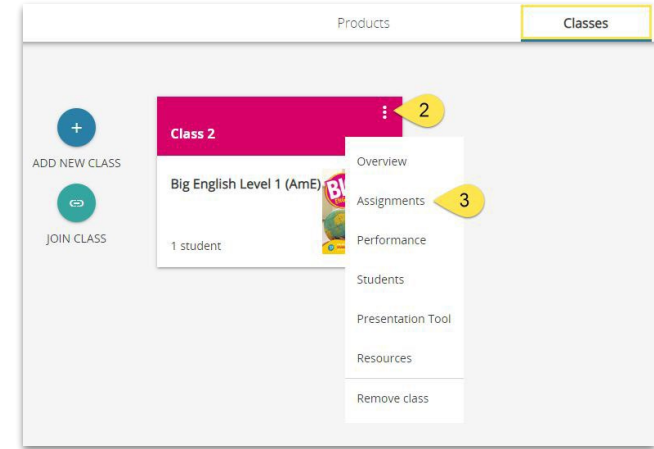 Products
Classes
2
Class 2
ADD NEW CLASS
Overview
Big English Level 1 (AmE)
Assignments
3
JOIN CLASS
1 student
Performance
Students
Presentation Tool
Resources
Remove class